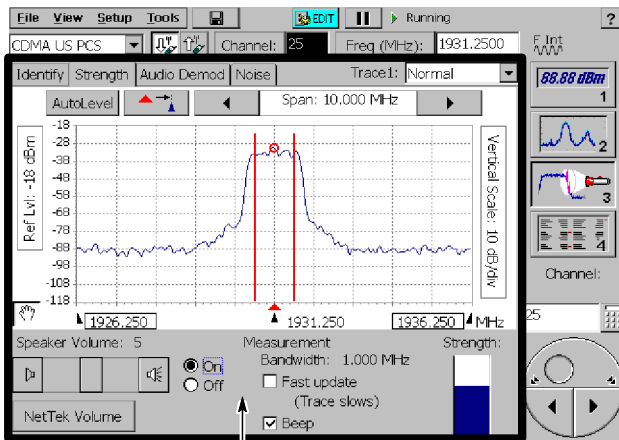 File View Setup Tools EDIT Running ?
CDMA US PCS Channel: 25 Freq (MHz): 1931.2500 F Int
Identify Strength Audio Demod Noise Trace1: Normal
88.88 dBm
1
AutoLevel Span: 10.000 MHz
-18
-28
-38
-48
-58
-68
-78
-88
-98
-108
-118
Ref Lvl: -18 dBm
Vertical Scale: 10 dB/div
2
3
4
Channel:
25
1926.250 1931.250 1936.250 MHz
Speaker Volume: 5
On
Off
NetTek Volume
Measurement
Bandwidth: 1.000 MHz
Fast update
(Trace slows)
Beep
Strength: